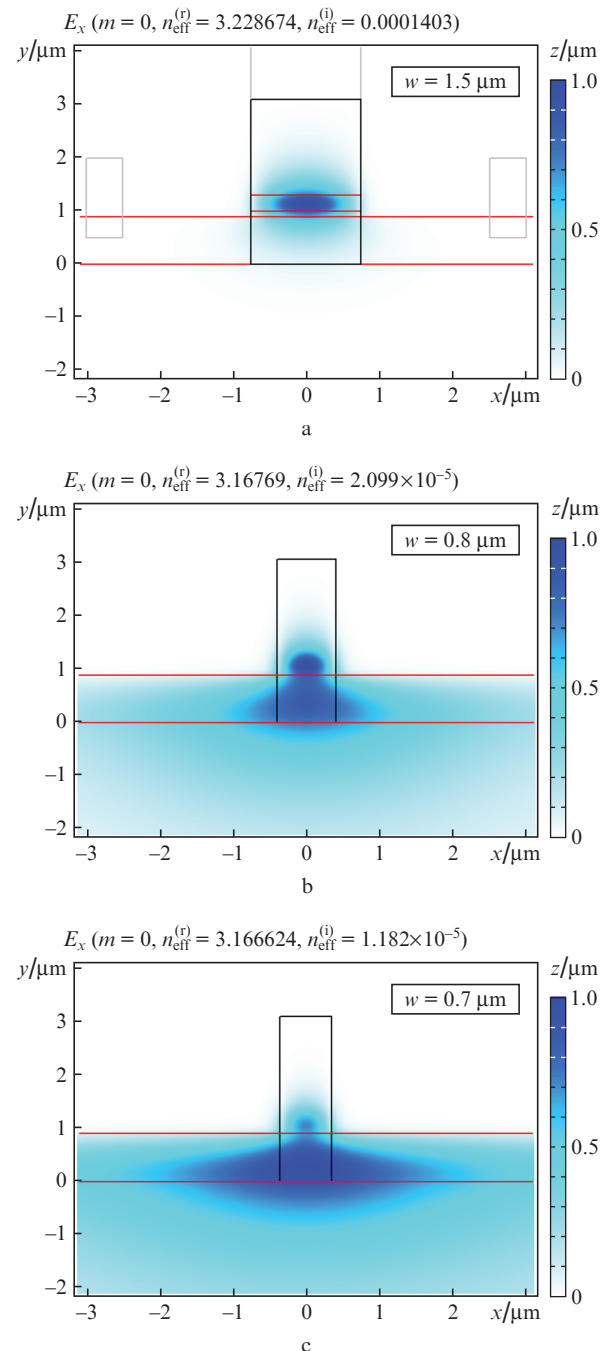 E_x (m = 0, n_eff^(r) = 3.228674, n_eff^(i) = 0.0001403)
y/μm
z/μm
w = 1.5 μm
1.0
3
2
1
0.5
0
–1
–2
0
–3
–2
–1
0
1
2
x/μm
a
E_x (m = 0, n_eff^(r) = 3.16769, n_eff^(i) = 2.099×10^–5)
y/μm
z/μm
w = 0.8 μm
1.0
3
2
1
0.5
0
–1
–2
0
–3
–2
–1
0
1
2
x/μm
b
E_x (m = 0, n_eff^(r) = 3.166624, n_eff^(i) = 1.182×10^–5)
y/μm
z/μm
w = 0.7 μm
1.0
3
2
1
0.5
0
–1
–2
0
–3
–2
–1
0
1
2
x/μm
c